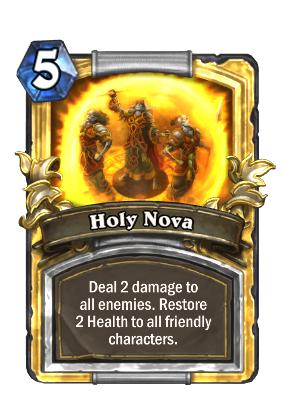 5
Holy Nova
Deal 2 damage to
all enemies. Restore
2 Health to all friendly
characters.